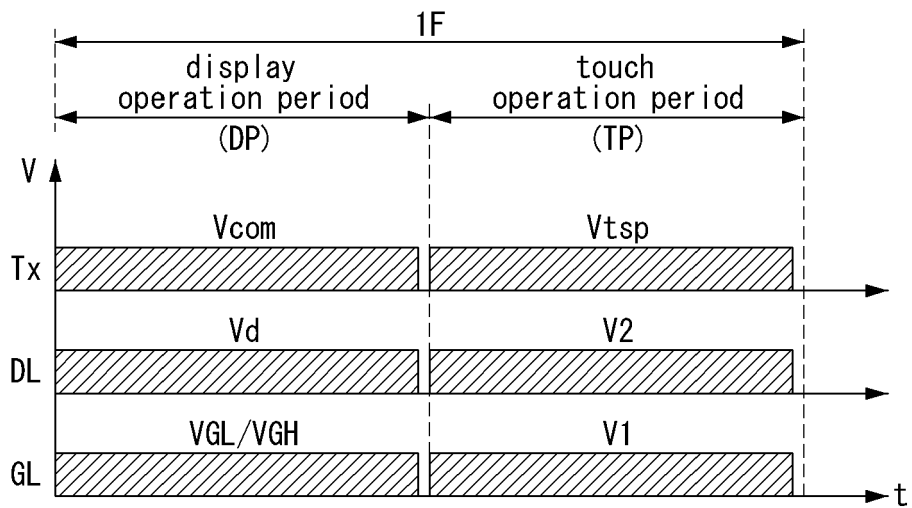 1F
display
operation period
(DP)
touch
operation period
(TP)
V
Vcom
Vtsp
Tx
Vd
V2
DL
VGL/VGH
V1
GL
t